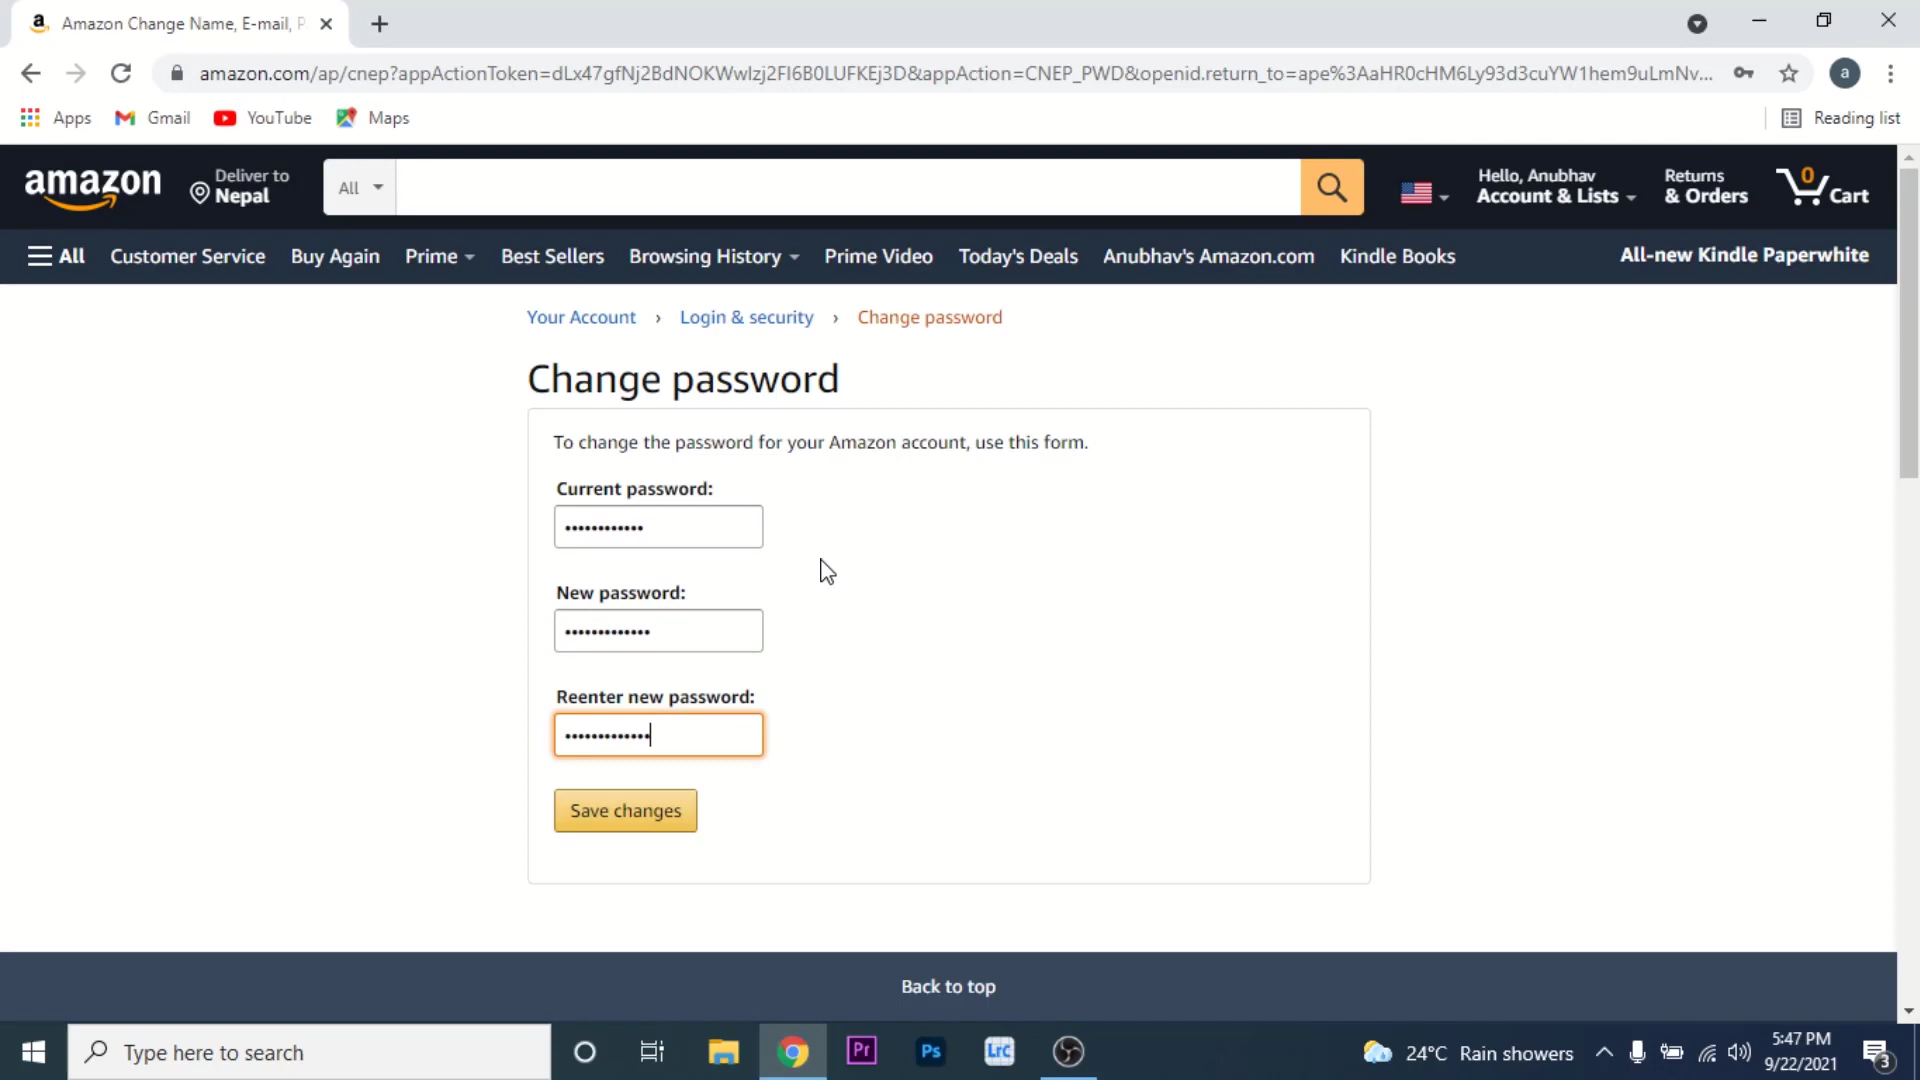 Amazon Change Name, E-mail, P
amazon.com/ap/cnep?appActionToken=dLx47gfNj2BdNOKWwlzj2FI6B0LUFKEj3D&appAction=CNEP_PWD&openid.return_to=ape%3AaHR0cHM6Ly93d3cuYW1hem9uLmNv...
a
Apps Gmail YouTube Maps Reading list
amazon
Deliver to
Nepal
All
Hello, Anubhav
Account & Lists
Returns
& Orders
0
Cart
All Customer Service Buy Again Prime Best Sellers Browsing History Prime Video Today's Deals Anubhav's Amazon.com Kindle Books All-new Kindle Paperwhite
Your Account › Login & security › Change password
Change password
To change the password for your Amazon account, use this form.
Current password:
••••••••••••
New password:
•••••••••••••
Reenter new password:
•••••••••••••
Save changes
Back to top
Type here to search
Pr
Ps
LrC
24°C Rain showers
5:47 PM
9/22/2021
3